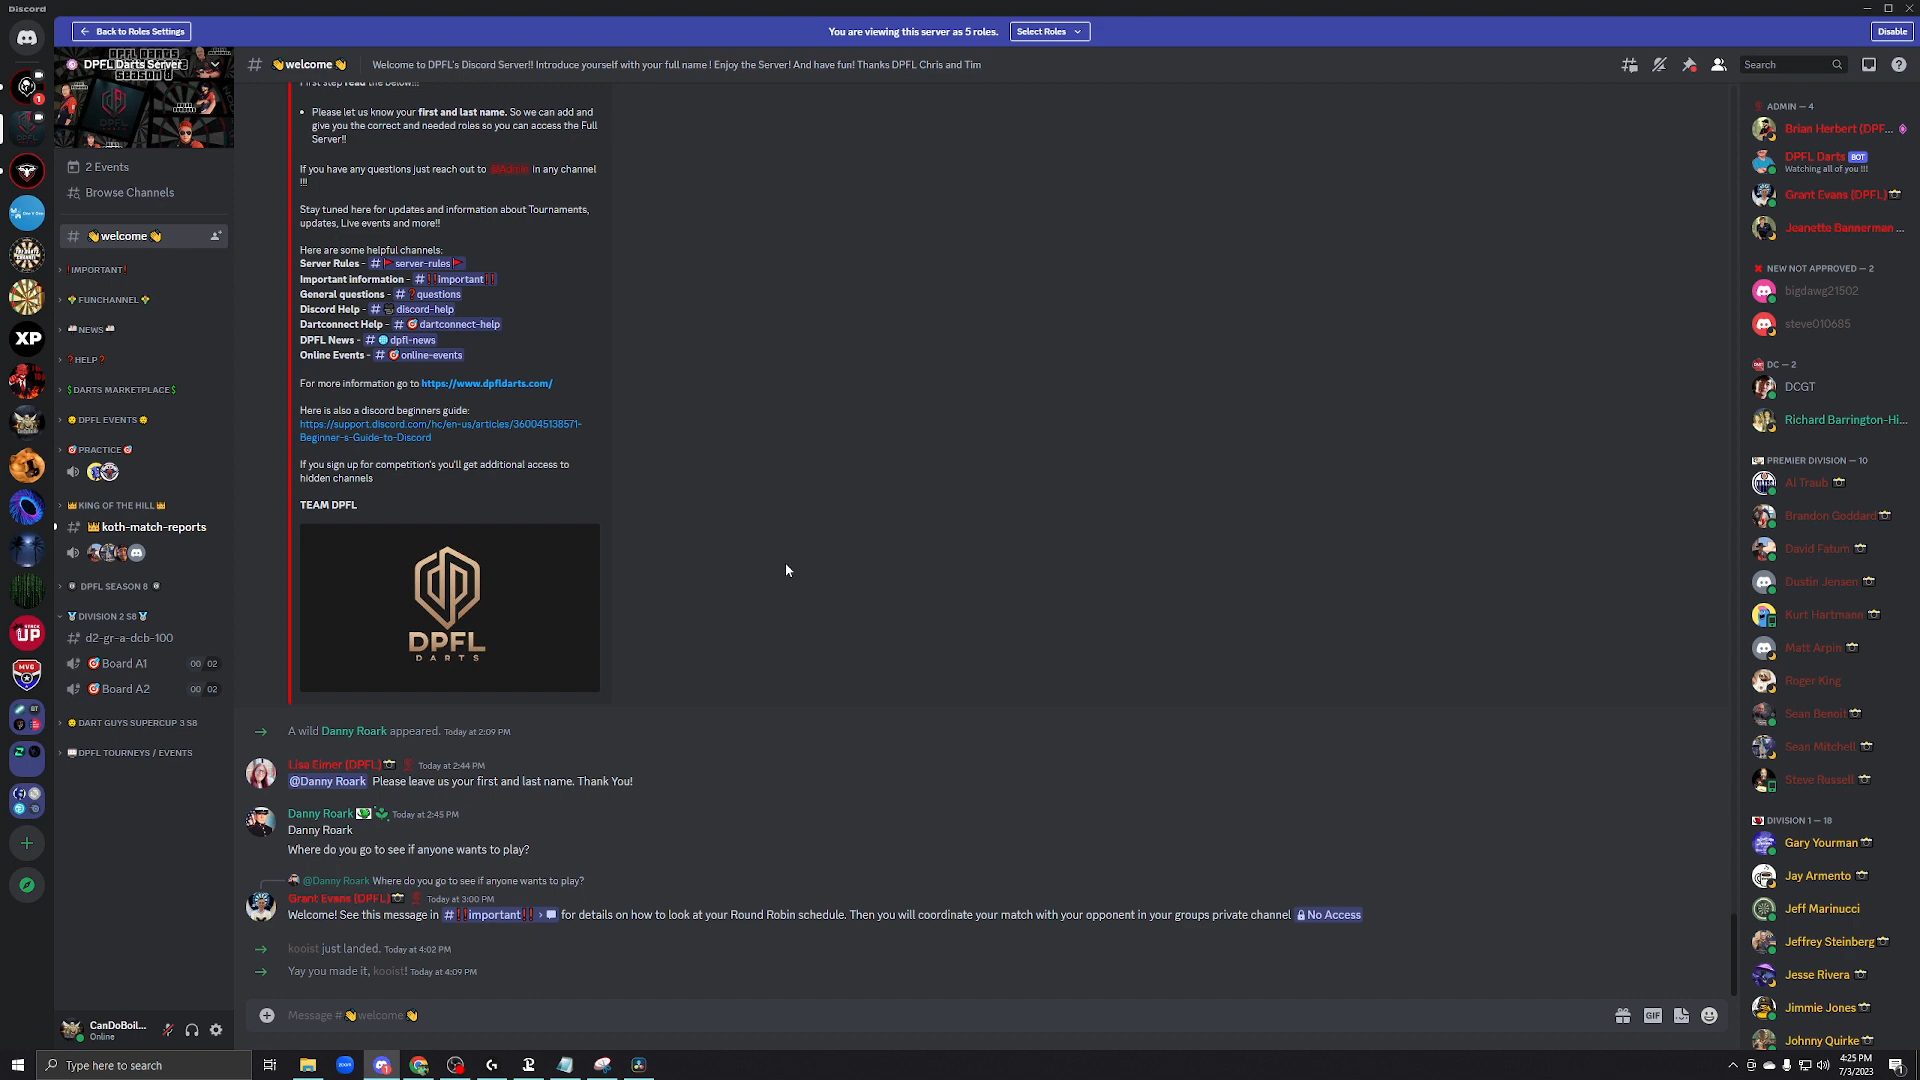 Discord
Back to Roles Settings
You are viewing this server as 5 roles.
Select Roles
Disable
DPFL DARTS
DPFL Darts Server
SEASON 8
# 👋welcome 👋
Welcome to DPFL's Discord Server!! Introduce yourself with your full name ! Enjoy the Server! And have fun! Thanks DPFL Chris and Tim
Search
2 Events
Browse Channels
# 👋welcome 👋
❗IMPORTANT❗
FUNCHANNEL
NEWS
❓HELP❓
$DARTS MARKETPLACE$
DPFL EVENTS
🎯PRACTICE🎯
👑KING OF THE HILL👑
👑koth-match-reports
DPFL SEASON 8
DIVISION 2 S8
d2-gr-a-dcb-100
🎯Board A1 00 02
🎯Board A2 00 02
DART GUYS SUPERCUP 3 S8
DPFL TOURNEYS / EVENTS
XP
STACK UP
MVG
First step read the below!!!
• Please let us know your first and last name. So we can add and
give you the correct and needed roles so you can access the Full
Server!!
If you have any questions just reach out to @Admin in any channel
!!!
Stay tuned here for updates and information about Tournaments,
updates, Live events and more!!
Here are some helpful channels:
Server Rules - # 🚩server-rules🚩
Important information - # ❗❗important❗❗
General questions - # ❓questions
Discord Help - # discord-help
Dartconnect Help - # 🎯dartconnect-help
DPFL News - # 🌐dpfl-news
Online Events - # 🎯online-events
For more information go to https://www.dpfldarts.com/
Here is also a discord beginners guide:
https://support.discord.com/hc/en-us/articles/360045138571-
Beginner-s-Guide-to-Discord
If you sign up for competition's you'll get additional access to
hidden channels
TEAM DPFL
DPFL
DARTS
A wild Danny Roark appeared. Today at 2:09 PM
Lisa Eimer (DPFL) Today at 2:44 PM
@Danny Roark Please leave us your first and last name. Thank You!
Danny Roark Today at 2:45 PM
Danny Roark
Where do you go to see if anyone wants to play?
@Danny Roark Where do you go to see if anyone wants to play?
Grant Evans (DPFL) Today at 3:00 PM
Welcome! See this message in # ❗❗important❗❗ › for details on how to look at your Round Robin schedule. Then you will coordinate your match with your opponent in your groups private channel No Access
kooist just landed. Today at 4:02 PM
Yay you made it, kooist! Today at 4:09 PM
Message #👋welcome 👋
GIF
ADMIN — 4
Brian Herbert (DPF...
DPFL Darts BOT
Watching all of you !!!
Grant Evans (DPFL)
Jeanette Bannerman ...
NEW NOT APPROVED — 2
bigdawg21502
steve010685
DC — 2
DCGT
Richard Barrington-Hi...
PREMIER DIVISION — 10
Al Traub
Brandon Goddard
David Fatum
Dustin Jensen
Kurt Hartmann
Matt Arpin
Roger King
Sean Benoit
Sean Mitchell
Steve Russell
DIVISION 1 — 18
Gary Yourman
Jay Armento
Jeff Marinucci
Jeffrey Steinberg
Jesse Rivera
Jimmie Jones
Johnny Quirke
CanDoBoil...
Online
Type here to search
zoom
4:25 PM
7/3/2023